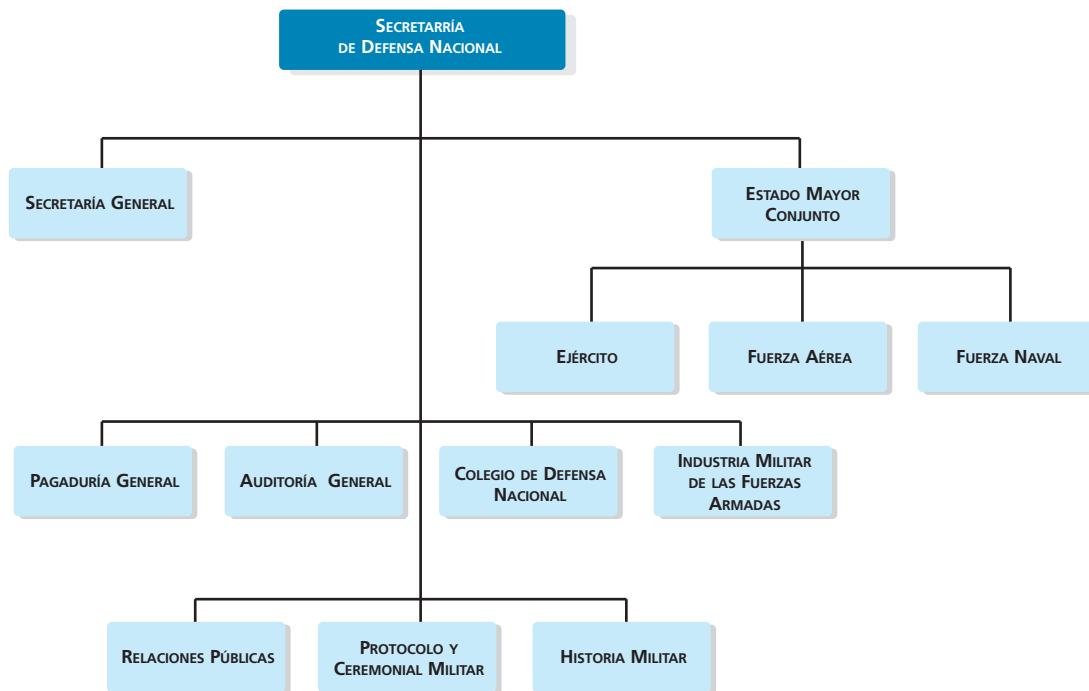 SECRETARRÍA
DE DEFENSA NACIONAL
SECRETARÍA GENERAL
ESTADO MAYOR
CONJUNTO
EJÉRCITO
FUERZA AÉREA
FUERZA NAVAL
PAGADURÍA GENERAL
AUDITORÍA GENERAL
COLEGIO DE DEFENSA
NACIONAL
INDUSTRIA MILITAR
DE LAS FUERZAS
ARMADAS
RELACIONES PÚBLICAS
PROTOCOLO Y
CEREMONIAL MILITAR
HISTORIA MILITAR